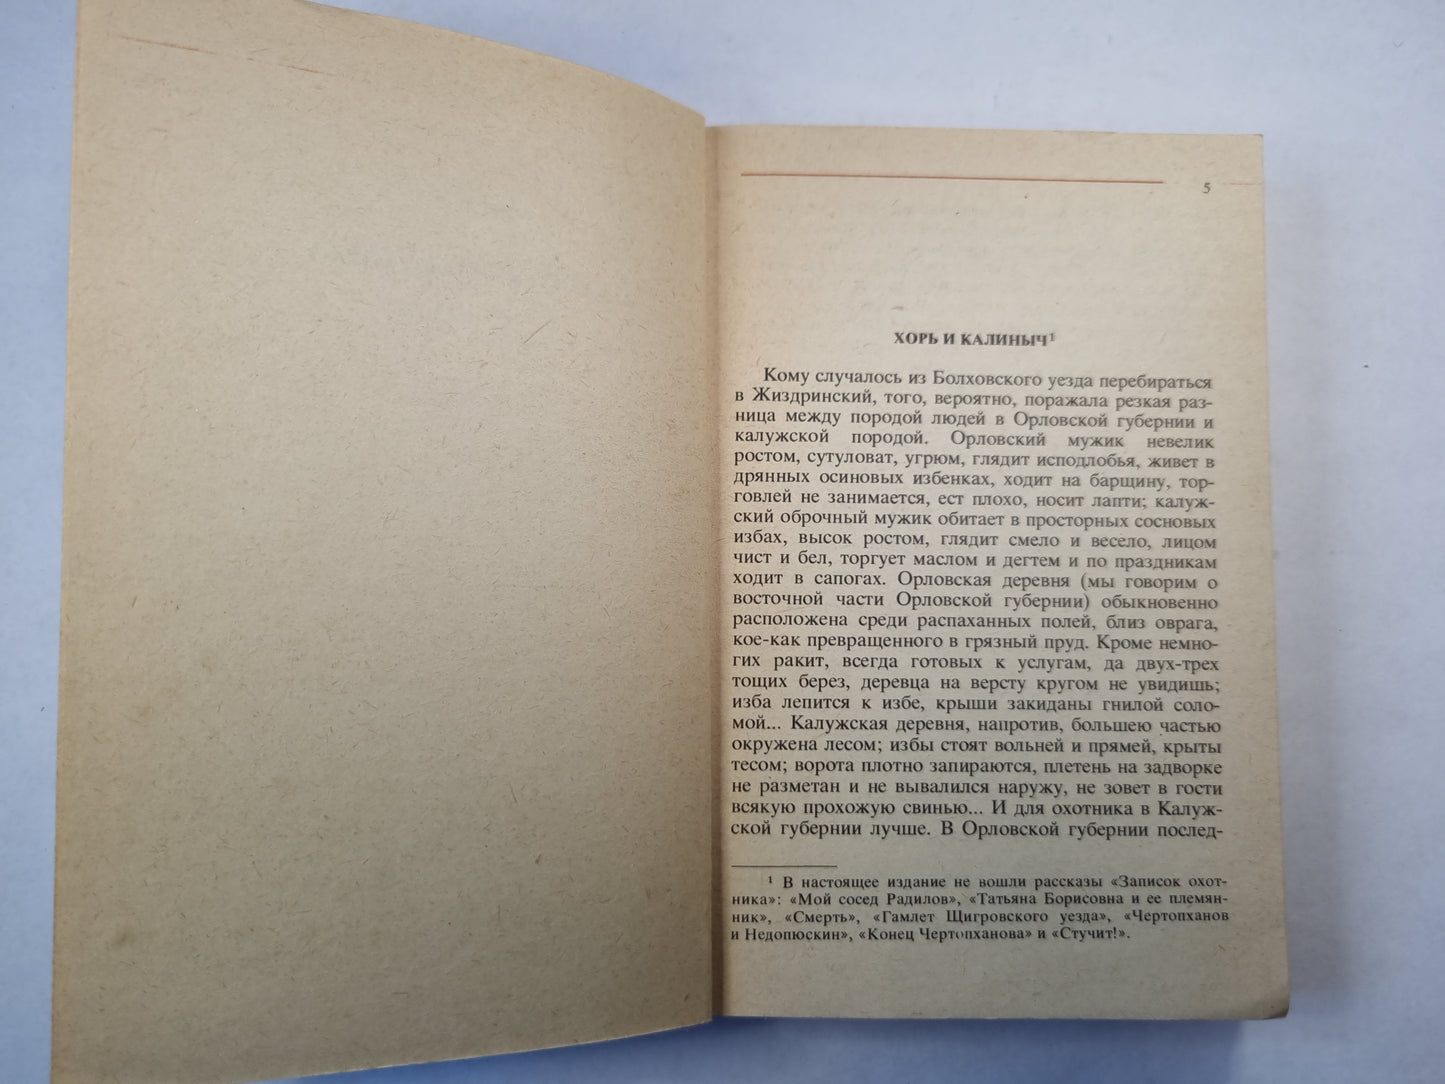 5
ХОРЬ И КАЛИНЫЧ¹
Кому случалось из Болховского уезда перебираться
в Жиздринский, того, вероятно, поражала резкая раз-
ница между породой людей в Орловской губернии и
калужской породой. Орловский мужик невелик
ростом, сутуловат, угрюм, глядит исподлобья, живет в
дрянных осиновых избенках, ходит на барщину, тор-
говлей не занимается, ест плохо, носит лапти; калуж-
ский оброчный мужик обитает в просторных сосновых
избах, высок ростом, глядит смело и весело, лицом
чист и бел, торгует маслом и дегтем и по праздникам
ходит в сапогах. Орловская деревня (мы говорим о
восточной части Орловской губернии) обыкновенно
расположена среди распаханных полей, близ оврага,
кое-как превращенного в грязный пруд. Кроме немно-
гих ракит, всегда готовых к услугам, да двух-трех
тощих берез, деревца на версту кругом не увидишь;
изба лепится к избе, крыши закиданы гнилой соло-
мой... Калужская деревня, напротив, большею частью
окружена лесом; избы стоят вольней и прямей, крыты
тесом; ворота плотно запираются, плетень на задворке
не разметан и не вывалился наружу, не зовет в гости
всякую прохожую свинью... И для охотника в Калуж-
ской губернии лучше. В Орловской губернии послед-
¹ В настоящее издание не вошли рассказы «Записок охот-
ника»: «Мой сосед Радилов», «Татьяна Борисовна и ее племян-
ник», «Смерть», «Гамлет Щигровского уезда», «Чертопханов
и Недопюскин», «Конец Чертопханова» и «Стучит!».